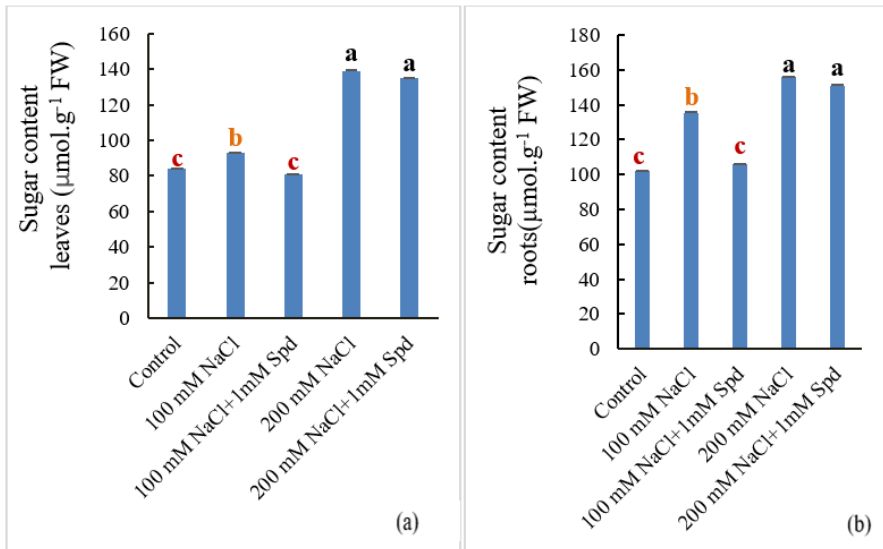 Sugar content
leaves (µmol.g⁻¹ FW)
160
140
120
100
80
60
40
20
0
c
b
c
a
a
Control
100 mM NaCl
100 mM NaCl+1mM Spd
200 mM NaCl
200 mM NaCl+1mM Spd
(a)
Sugar content
roots(µmol.g⁻¹ FW)
180
160
140
120
100
80
60
40
20
0
c
b
c
a
a
Control
100 mM NaCl
100 mM NaCl+1mM Spd
200 mM NaCl
200 mM NaCl+1mM Spd
(b)